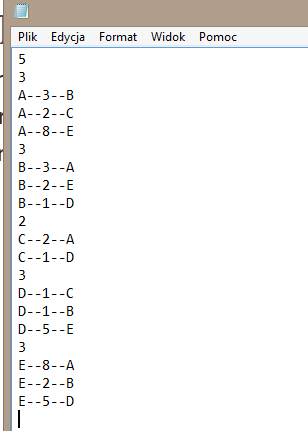 Plik Edycja Format Widok Pomoc
5
3
A--3--B
A--2--C
A--8--E
3
B--3--A
B--2--E
B--1--D
2
C--2--A
C--1--D
3
D--1--C
D--1--B
D--5--E
3
E--8--A
E--2--B
E--5--D